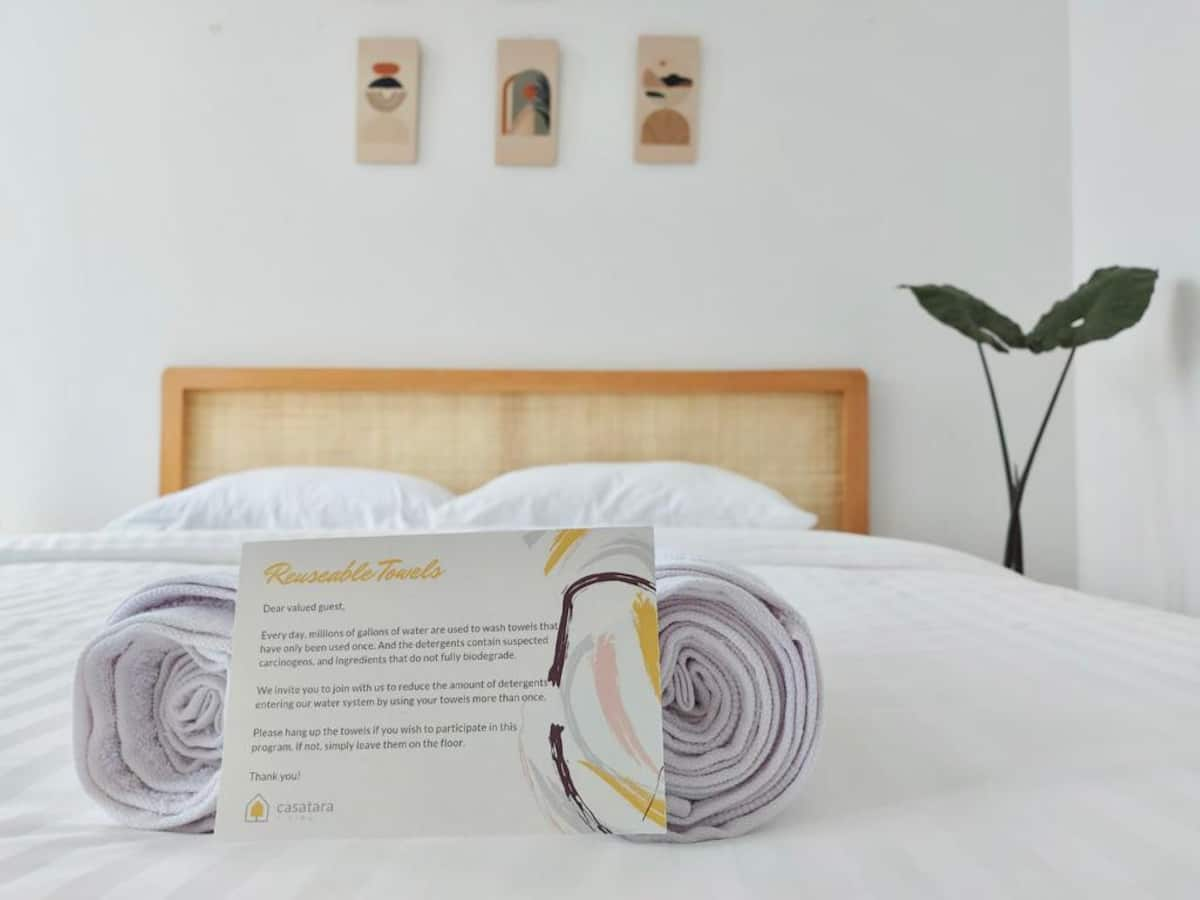 Reuseable Towels
Dear valued guest,
Every day, millions of gallons of water are used to wash towels that
have only been used once. And the detergents contain suspected
carcinogens, and ingredients that do not fully biodegrade.
We invite you to join with us to reduce the amount of detergents
entering our water system by using your towels more than once.
Please hang up the towels if you wish to participate in this
program. If not, simply leave them on the floor.
Thank you!
casatara